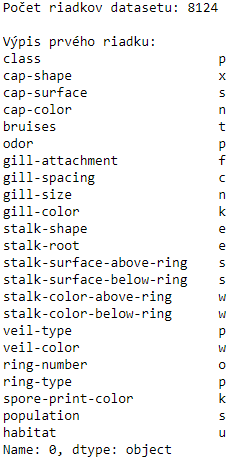 Počet riadkov datasetu: 8124
Výpis prvého riadku:
class p
cap-shape x
cap-surface s
cap-color n
bruises t
odor p
gill-attachment f
gill-spacing c
gill-size n
gill-color k
stalk-shape e
stalk-root e
stalk-surface-above-ring s
stalk-surface-below-ring s
stalk-color-above-ring w
stalk-color-below-ring w
veil-type p
veil-color w
ring-number o
ring-type p
spore-print-color k
population s
habitat u
Name: 0, dtype: object